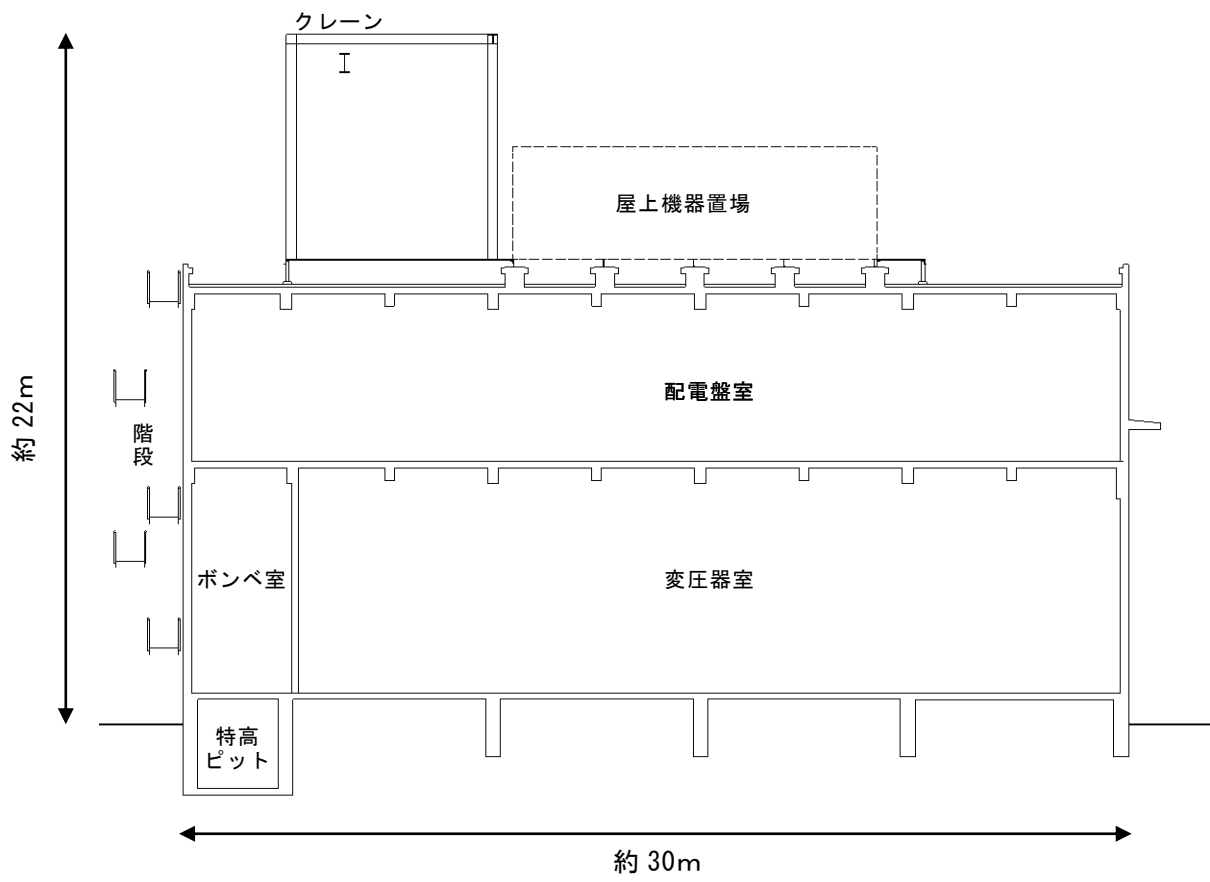 クレーン
屋上機器置場
配電盤室
階段
約 22m
ボンベ室
変圧器室
特高
ピット
約 30m